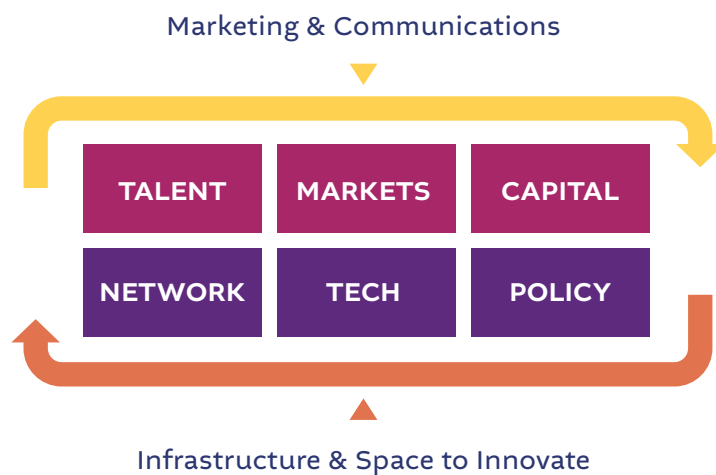 Marketing & Communications
TALENT MARKETS CAPITAL
NETWORK TECH POLICY
Infrastructure & Space to Innovate